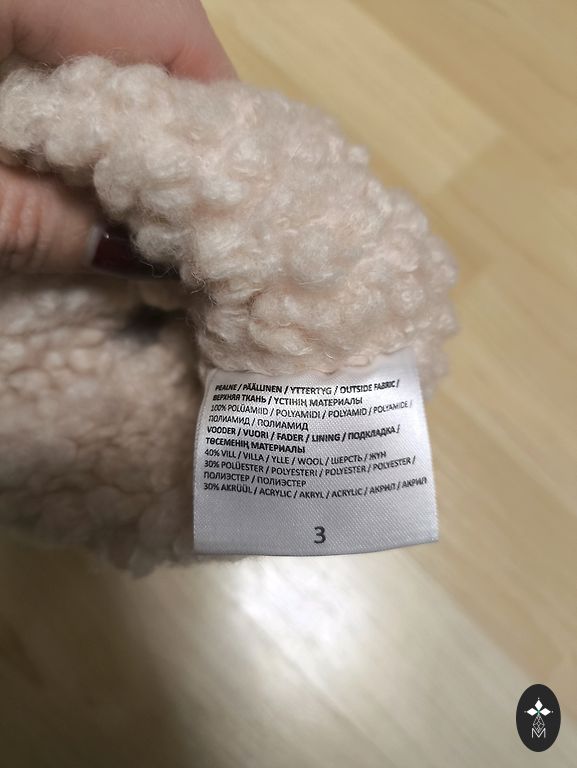 PEALNE / PÄÄLLINEN / YTTERTYG / OUTSIDE FABRIC /
ВЕРХНЯЯ ТКАНЬ / ҮСТІНІҢ МАТЕРИАЛЫ
100% POLÜAMIID / POLYAMIDI / POLYAMID / POLYAMIDE /
ПОЛИАМИД / ПОЛИАМИД
VOODER / VUORI / FODER / LINING / ПОДКЛАДКА /
ТӨСЕМЕНІҢ МАТЕРИАЛЫ
40% VILL / VILLA / YLLE / WOOL / ШЕРСТЬ / ЖҮН
30% POLÜESTER / POLYESTERI / POLYESTER / POLYESTER /
ПОЛИЭСТЕР / ПОЛИЭСТЕР
30% AKRÜÜL / ACRYLIC / AKRYL / ACRYLIC / АКРИЛ / АКРИЛ
3
M